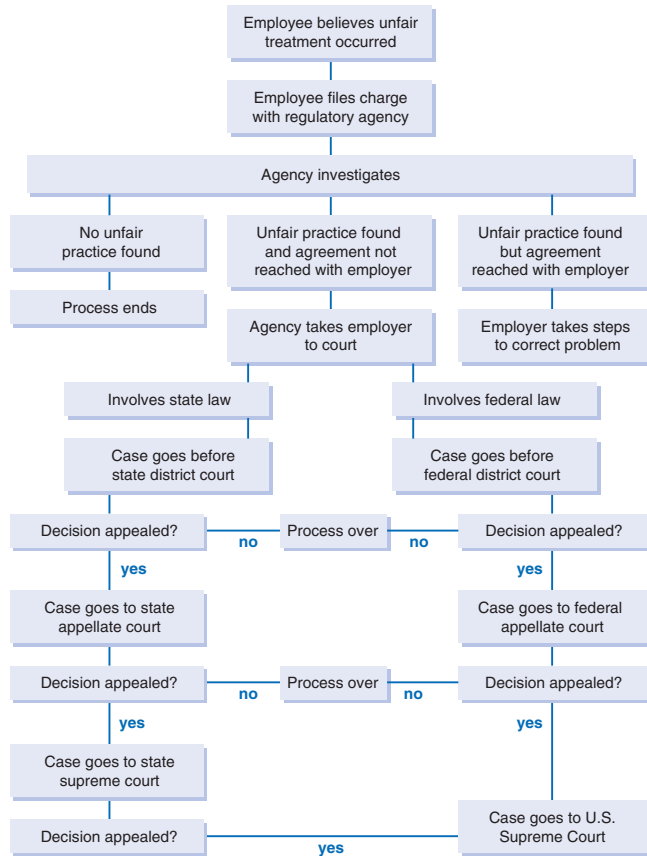 Employee believes unfair
treatment occurred
Employee files charge
with regulatory agency
Agency investigates
No unfair
practice found
Unfair practice found
and agreement not
reached with employer
Unfair practice found
but agreement
reached with employer
Process ends
Agency takes employer
to court
Employer takes steps
to correct problem
Involves state law
Involves federal law
Case goes before
state district court
Case goes before
federal district court
Decision appealed?
no
Process over
no
Decision appealed?
yes
yes
Case goes to state
appellate court
Case goes to federal
appellate court
Decision appealed?
no
Process over
no
Decision appealed?
yes
yes
Case goes to state
supreme court
Case goes to U.S.
Supreme Court
Decision appealed?
yes